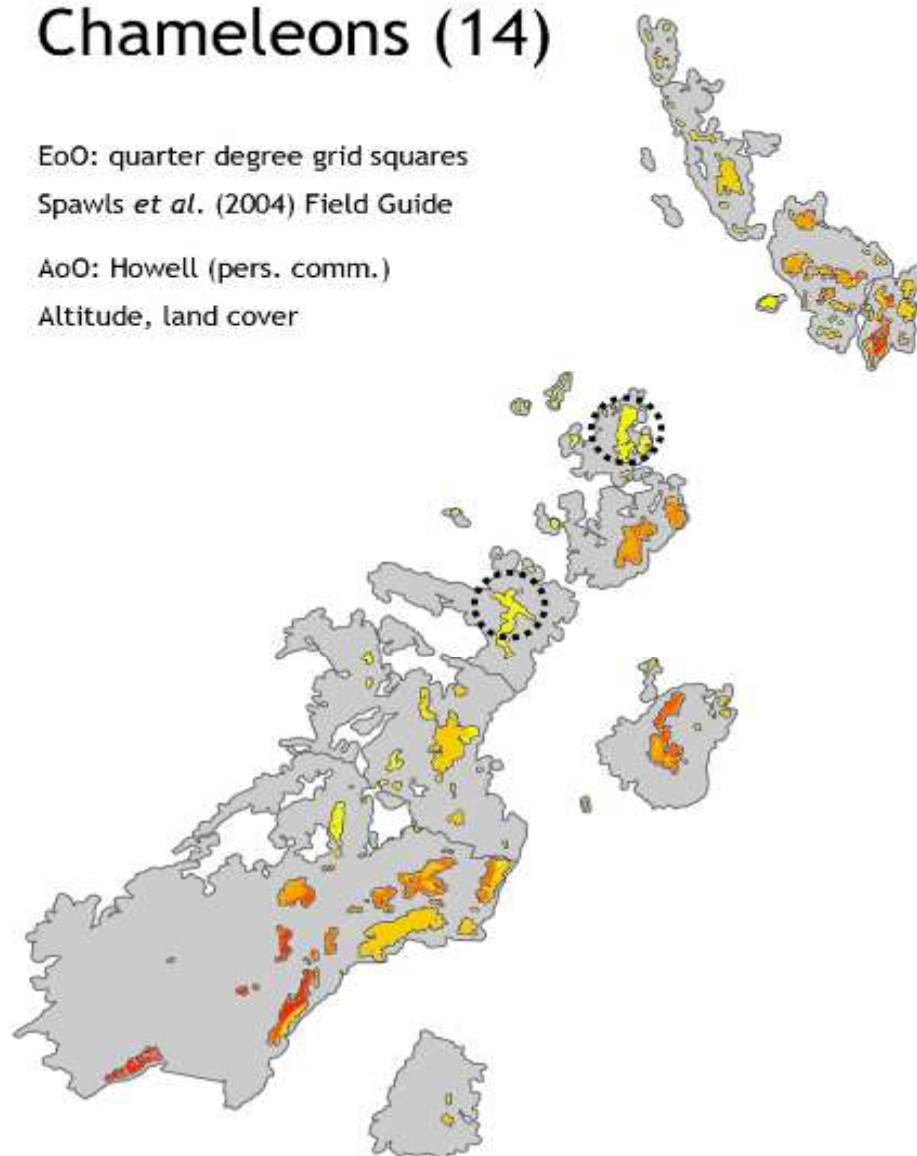 Chameleons (14)
EoO: quarter degree grid squares
Spawls et al. (2004) Field Guide
AoO: Howell (pers. comm.)
Altitude, land cover